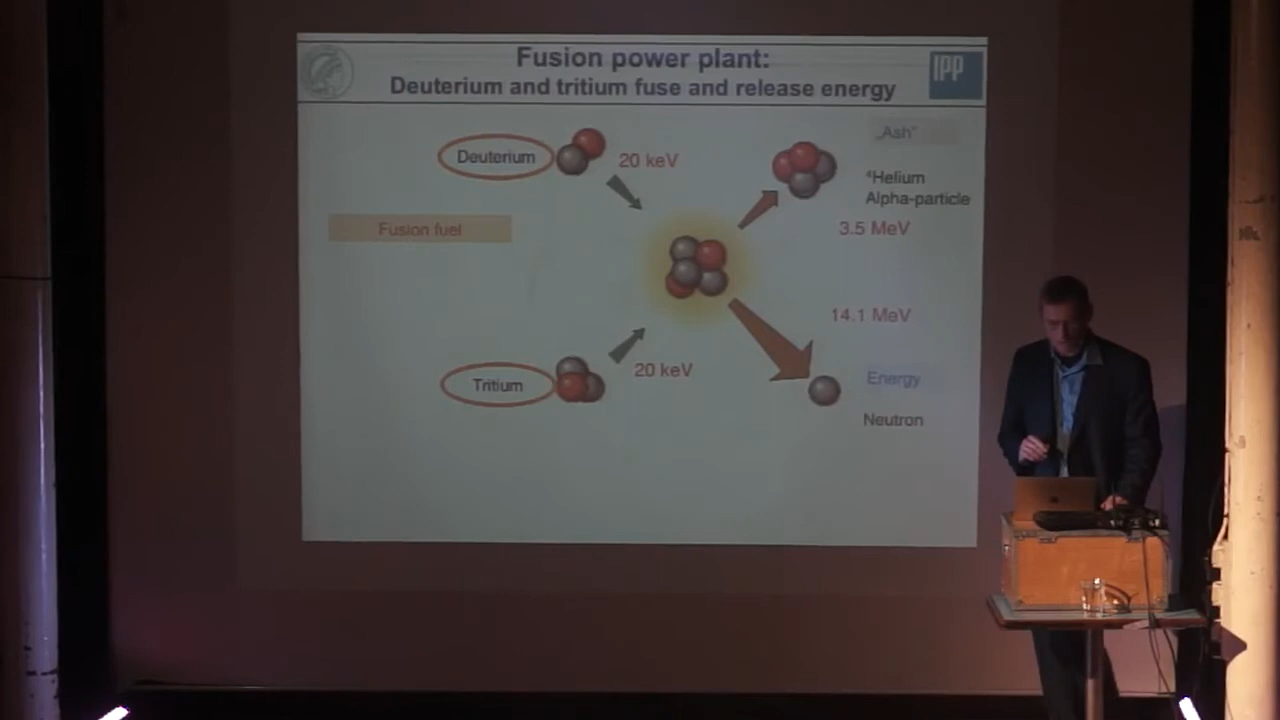 Fusion power plant:
Deuterium and tritium fuse and release energy
IPP
„Ash”
Deuterium
20 keV
⁴Helium
Alpha-particle
3.5 MeV
Fusion fuel
14.1 MeV
20 keV
Tritium
Energy
Neutron